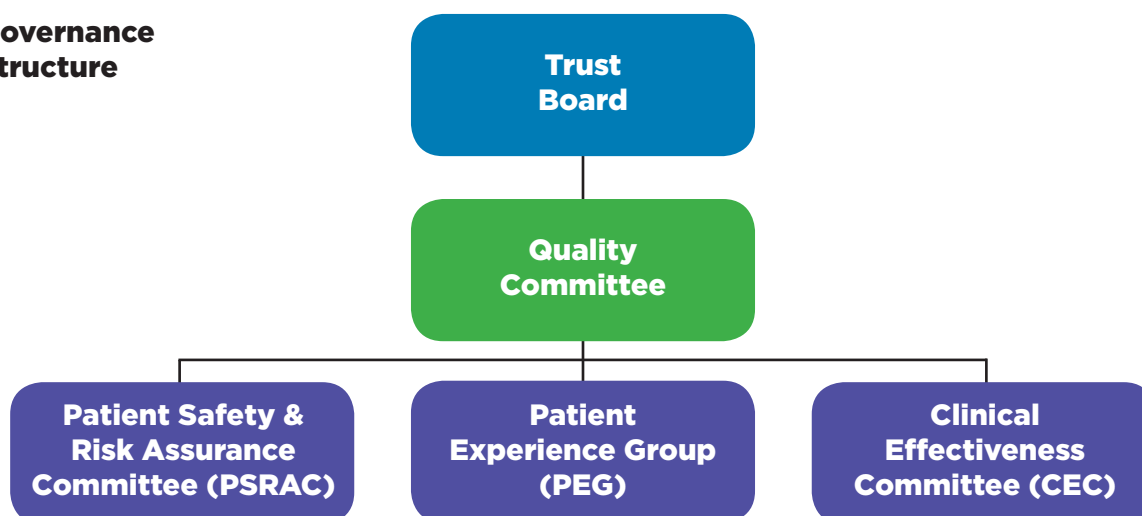 overnance
tructure
Trust
Board
Quality
Committee
Patient Safety &
Risk Assurance
Committee (PSRAC)
Patient
Experience Group
(PEG)
Clinical
Effectiveness
Committee (CEC)